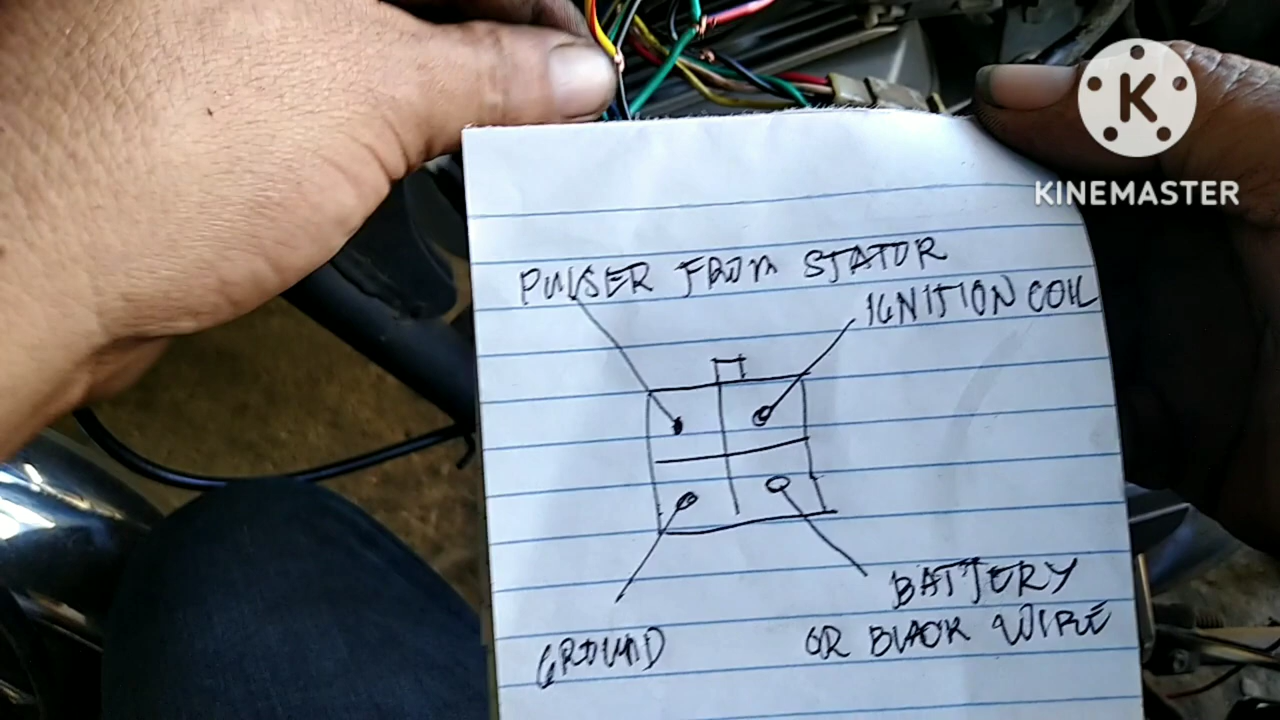 K
KINEMASTER
PULSER FROM STATOR
IGNITION COIL
GROUND
BATTERY
OR BLACK WIRE